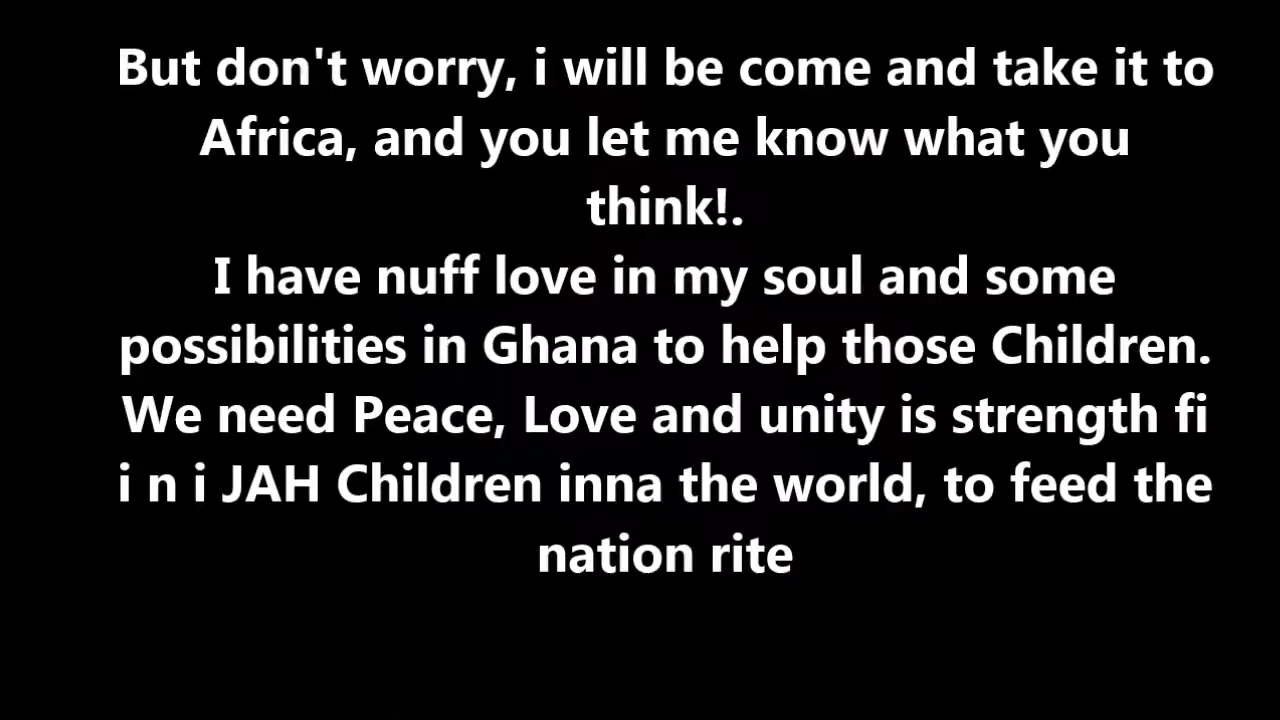 But don't worry, i will be come and take it to
Africa, and you let me know what you
think!.
I have nuff love in my soul and some
possibilities in Ghana to help those Children.
We need Peace, Love and unity is strength fi
i n i JAH Children inna the world, to feed the
nation rite